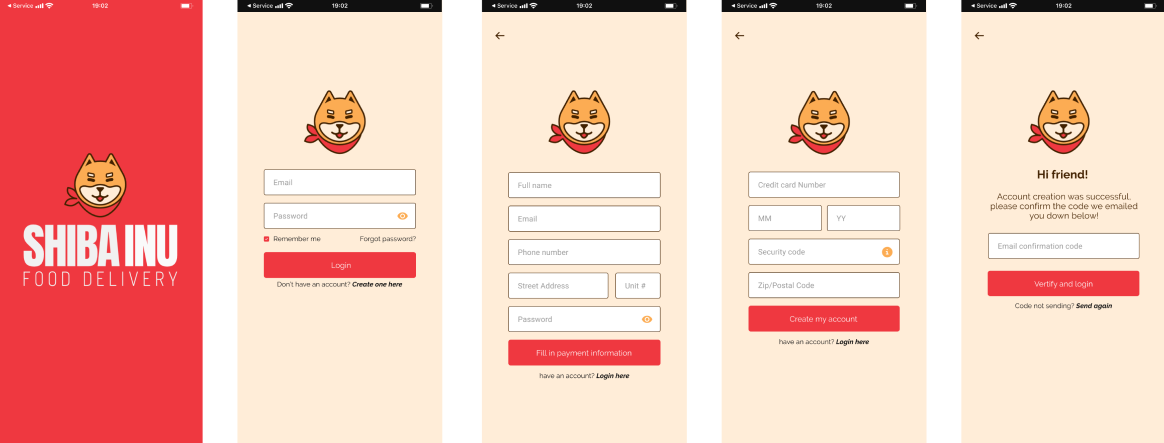 ◂ Service
19:02
SHIBA INU
FOOD DELIVERY
◂ Service
19:02
Email
Password
Remember me
Forgot password?
Login
Don't have an account? Create one here
◂ Service
19:02
Full name
Email
Phone number
Street Address
Unit #
Password
Fill in payment information
have an account? Login here
◂ Service
19:02
Credit card Number
MM
YY
Security code
i
Zip/Postal Code
Create my account
have an account? Login here
◂ Service
19:02
Hi friend!
Account creation was successful,
please confirm the code we emailed
you down below!
Email confirmation code
Vertify and login
Code not sending? Send again